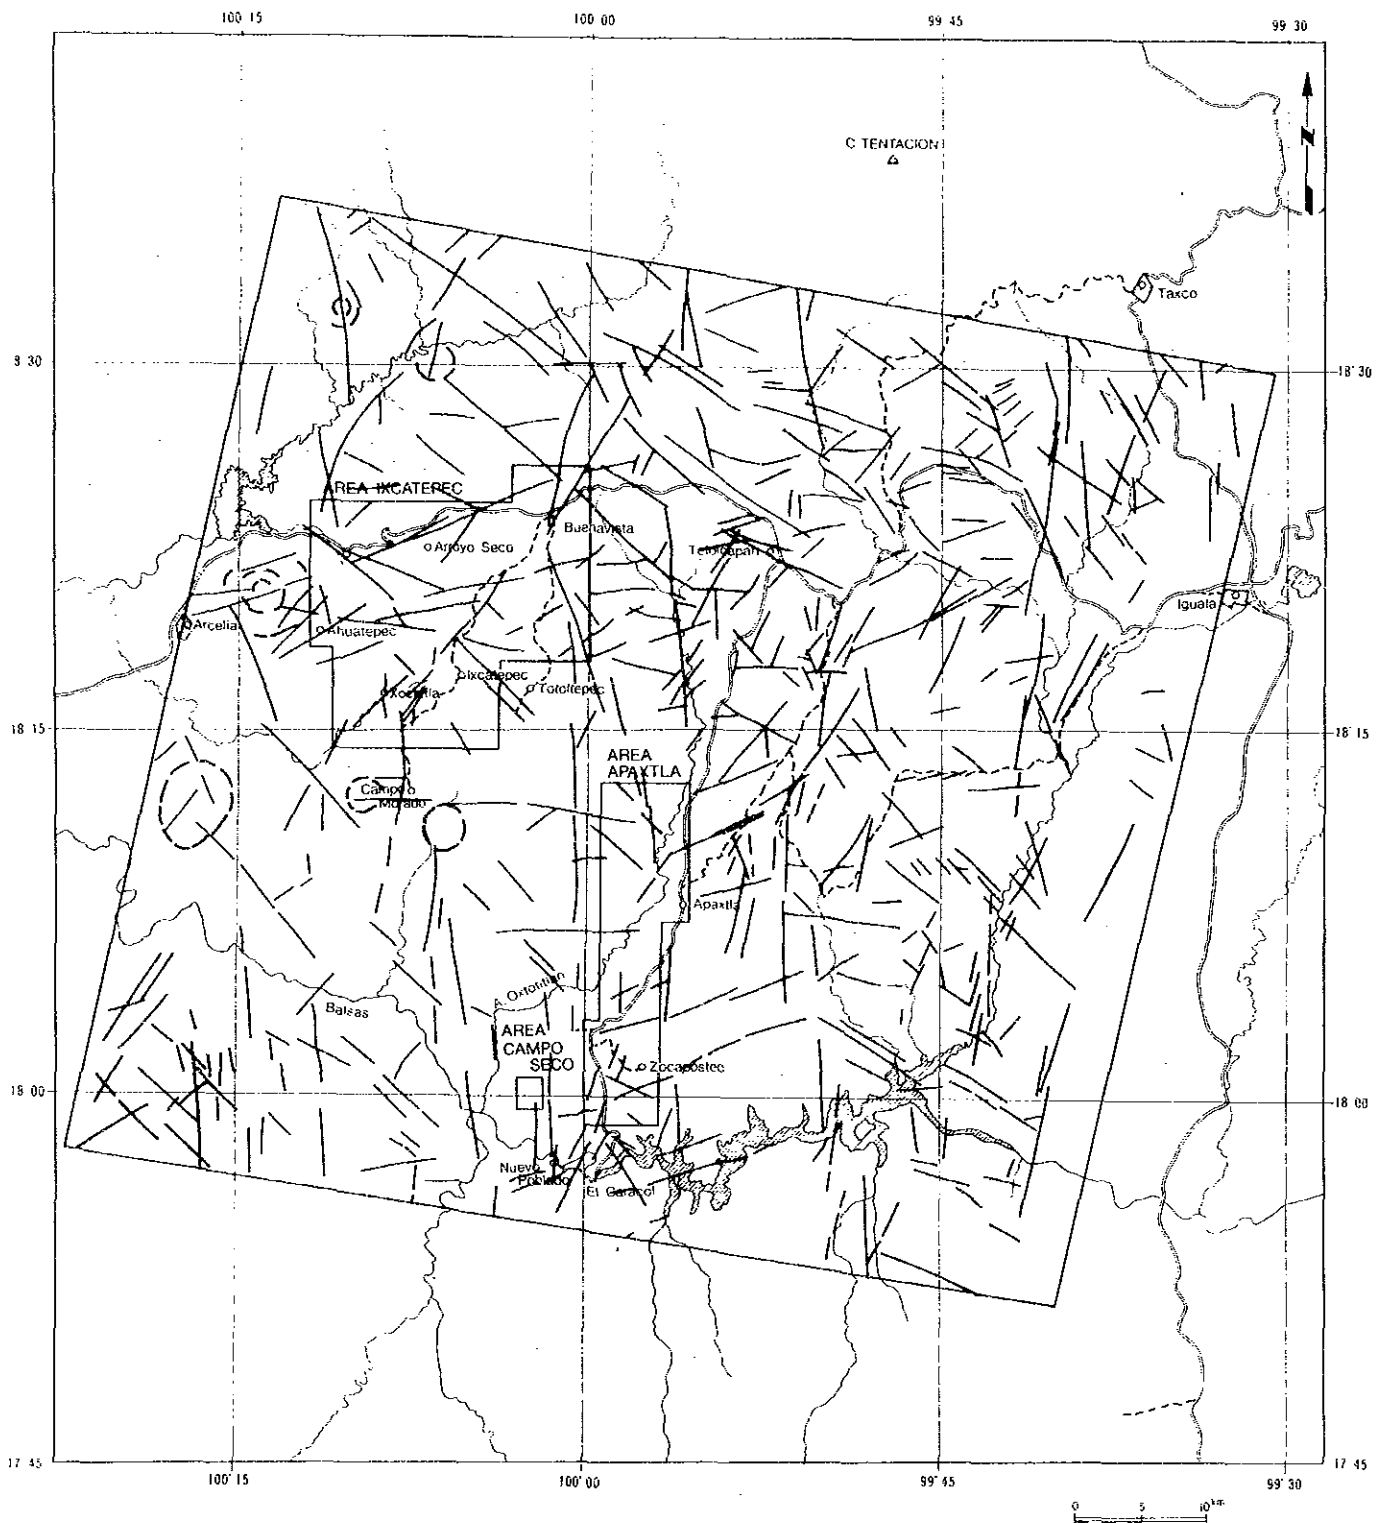 100 15
100 00
99 45
99 30
C TENTACION
Taxco
8 30
18° 30
AREA IXCATEPEC
Buenavista
Arroyo Seco
Teloloapan
Iguala
Arcelia
Ahuatepec
Ixcatepec
Xochitla
Tototepec
18 15
18° 15
AREA
APAXTLA
Campo
Morado
Apaxtla
A. Oxtotitlan
Balsas
AREA
CAMPO
SECO
Zocapostec
18 00
18 00
Nuevo
Poblado
El Caracol
17 45
17 45
100° 15
100° 00
99° 45
99° 30
0 5 10km